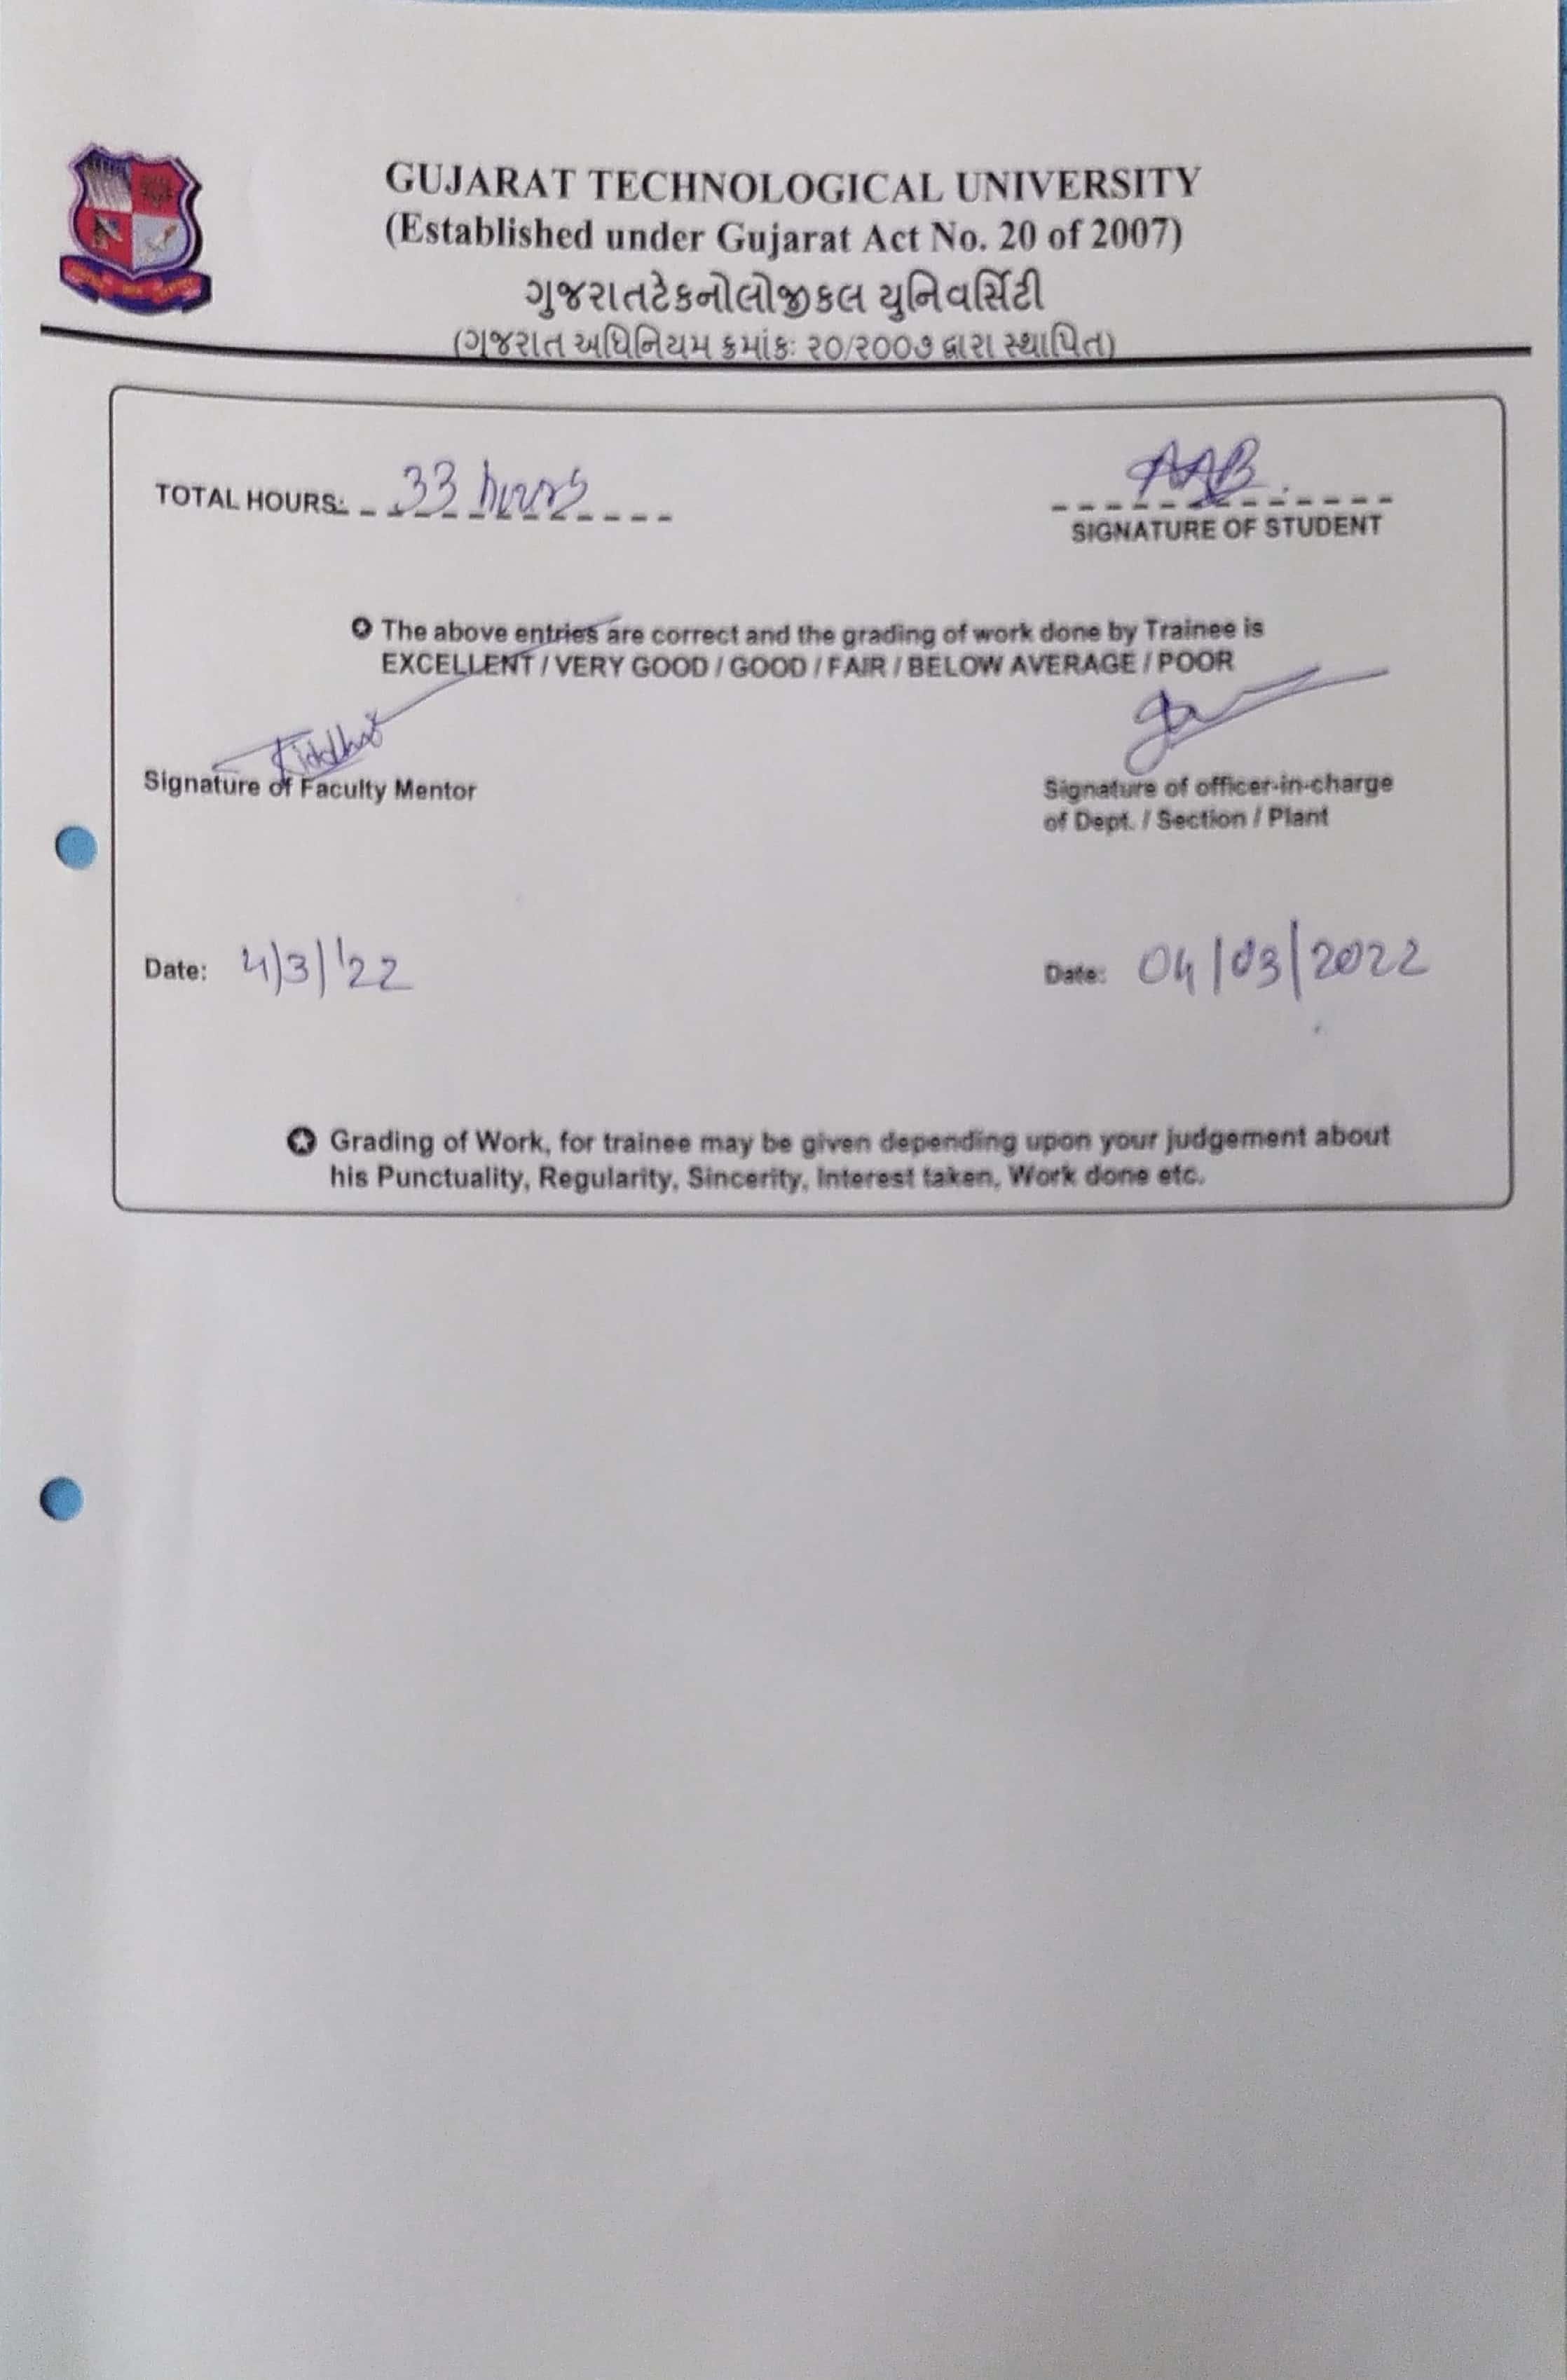 GUJARAT TECHNOLOGICAL UNIVERSITY
(Established under Gujarat Act No. 20 of 2007)
ગુજરાતટેકનોલોજીકલ યુનિવર્સિટી
(ગુજરાત અધિનિયમ ક્રમાંકઃ ૨૦/૨૦૦૭ દ્વારા સ્થાપિત)
TOTAL HOURS: 33 hours
AAB
SIGNATURE OF STUDENT
The above entries are correct and the grading of work done by Trainee is
EXCELLENT / VERY GOOD / GOOD / FAIR / BELOW AVERAGE / POOR
Signature of Faculty Mentor
Signature of officer-in-charge
of Dept. / Section / Plant
Date: 4/3/'22
Date: 04/03/2022
Grading of Work, for trainee may be given depending upon your judgement about
his Punctuality, Regularity, Sincerity, Interest taken, Work done etc.